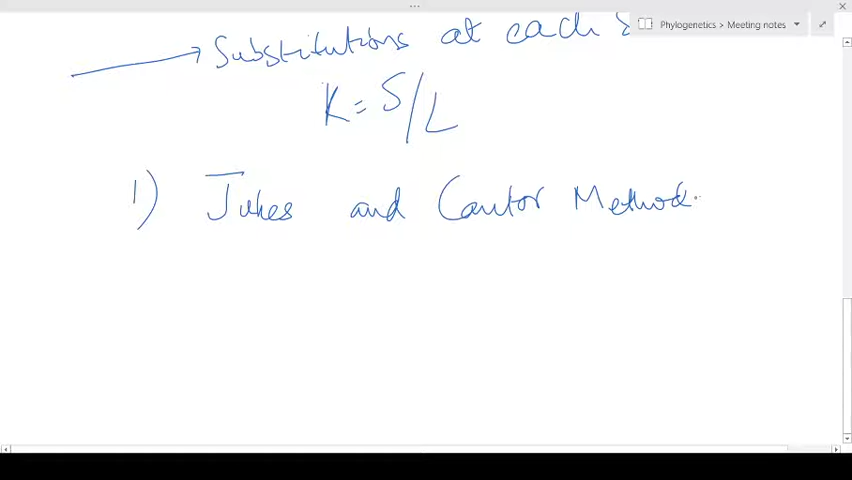 Phylogenetics > Meeting notes
Substitutions at each
K = S/L
1) Jukes and Cantor Method.